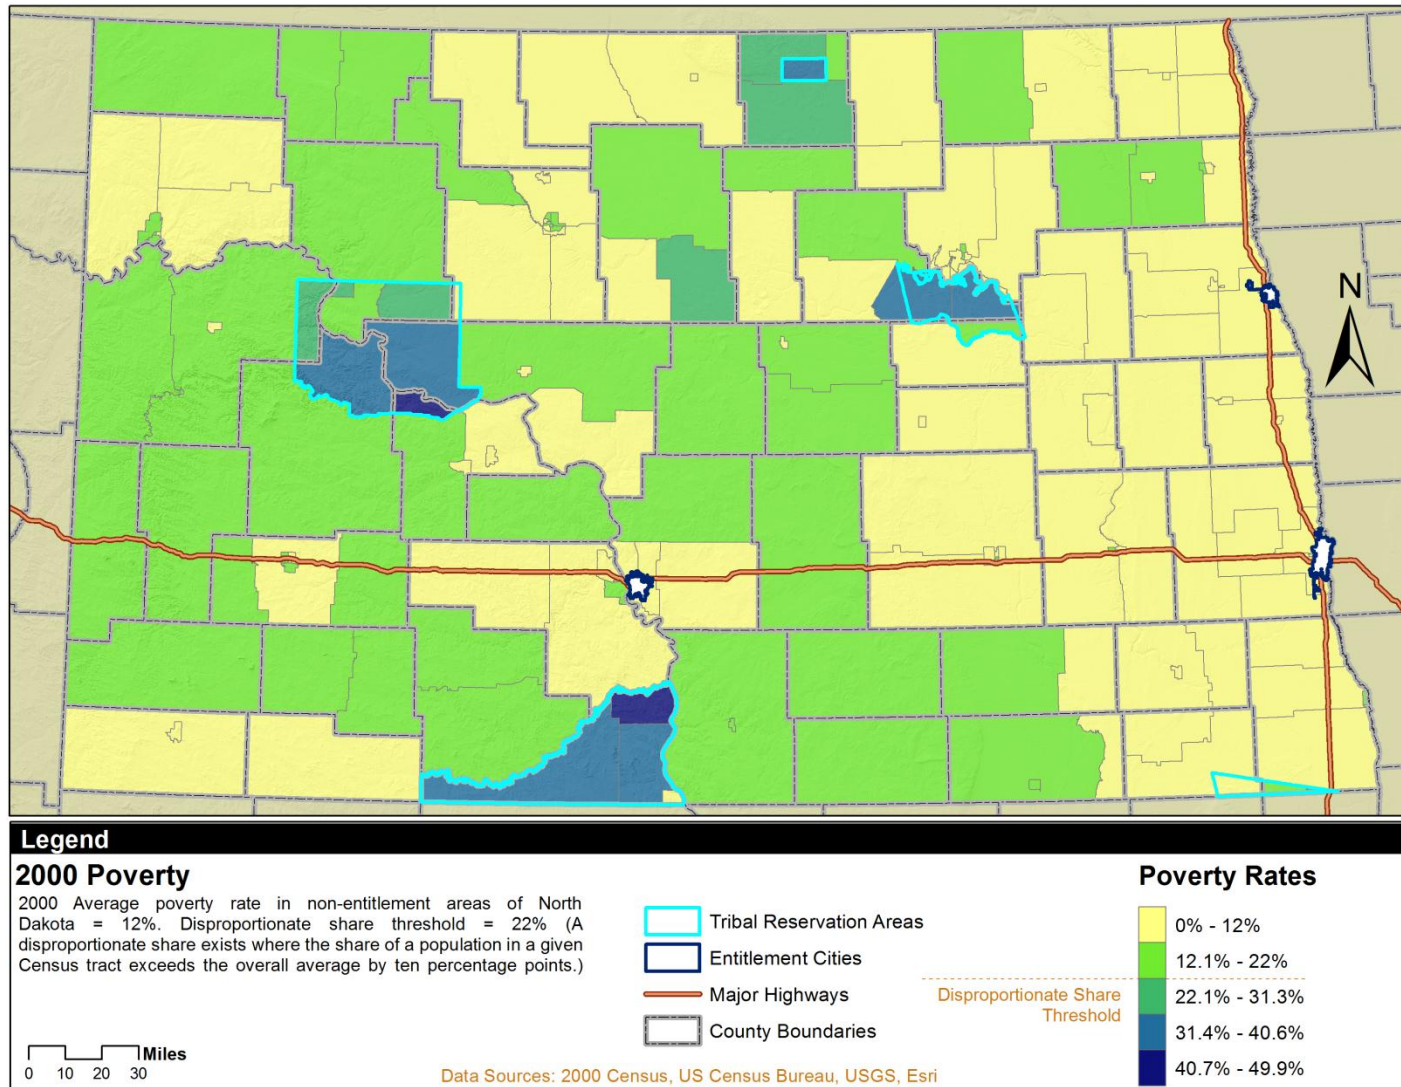 N
Legend
2000 Poverty
2000 Average poverty rate in non-entitlement areas of North
Dakota = 12%. Disproportionate share threshold = 22% (A
disproportionate share exists where the share of a population in a given
Census tract exceeds the overall average by ten percentage points.)
Miles
0 10 20 30
Tribal Reservation Areas
Entitlement Cities
Major Highways
County Boundaries
Data Sources: 2000 Census, US Census Bureau, USGS, Esri
Disproportionate Share
Threshold
Poverty Rates
0% - 12%
12.1% - 22%
22.1% - 31.3%
31.4% - 40.6%
40.7% - 49.9%